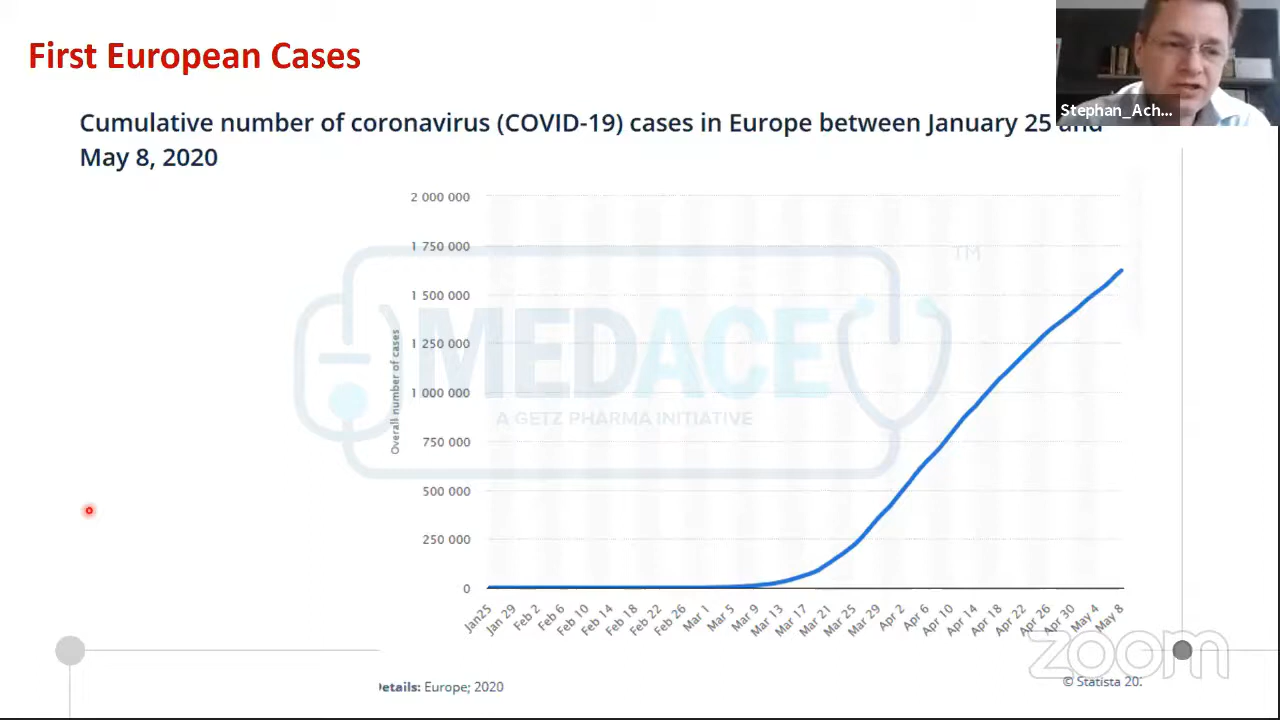 First European Cases
Stephan_Ach...
Cumulative number of coronavirus (COVID-19) cases in Europe between January 25 and
May 8, 2020
2 000 000
1 750 000
1 500 000
1 250 000
1 000 000
750 000
500 000
250 000
0
Overall number of cases
TM
MEDACE
A GETZ PHARMA INITIATIVE
Jan25
Jan 29
Feb 2
Feb 6
Feb 10
Feb 14
Feb 18
Feb 22
Feb 26
Mar 1
Mar 5
Mar 9
Mar 13
Mar 17
Mar 21
Mar 25
Mar 29
Apr 2
Apr 6
Apr 10
Apr 14
Apr 18
Apr 22
Apr 26
Apr 30
May 4
May 8
zoom
etails: Europe; 2020
© Statista 20